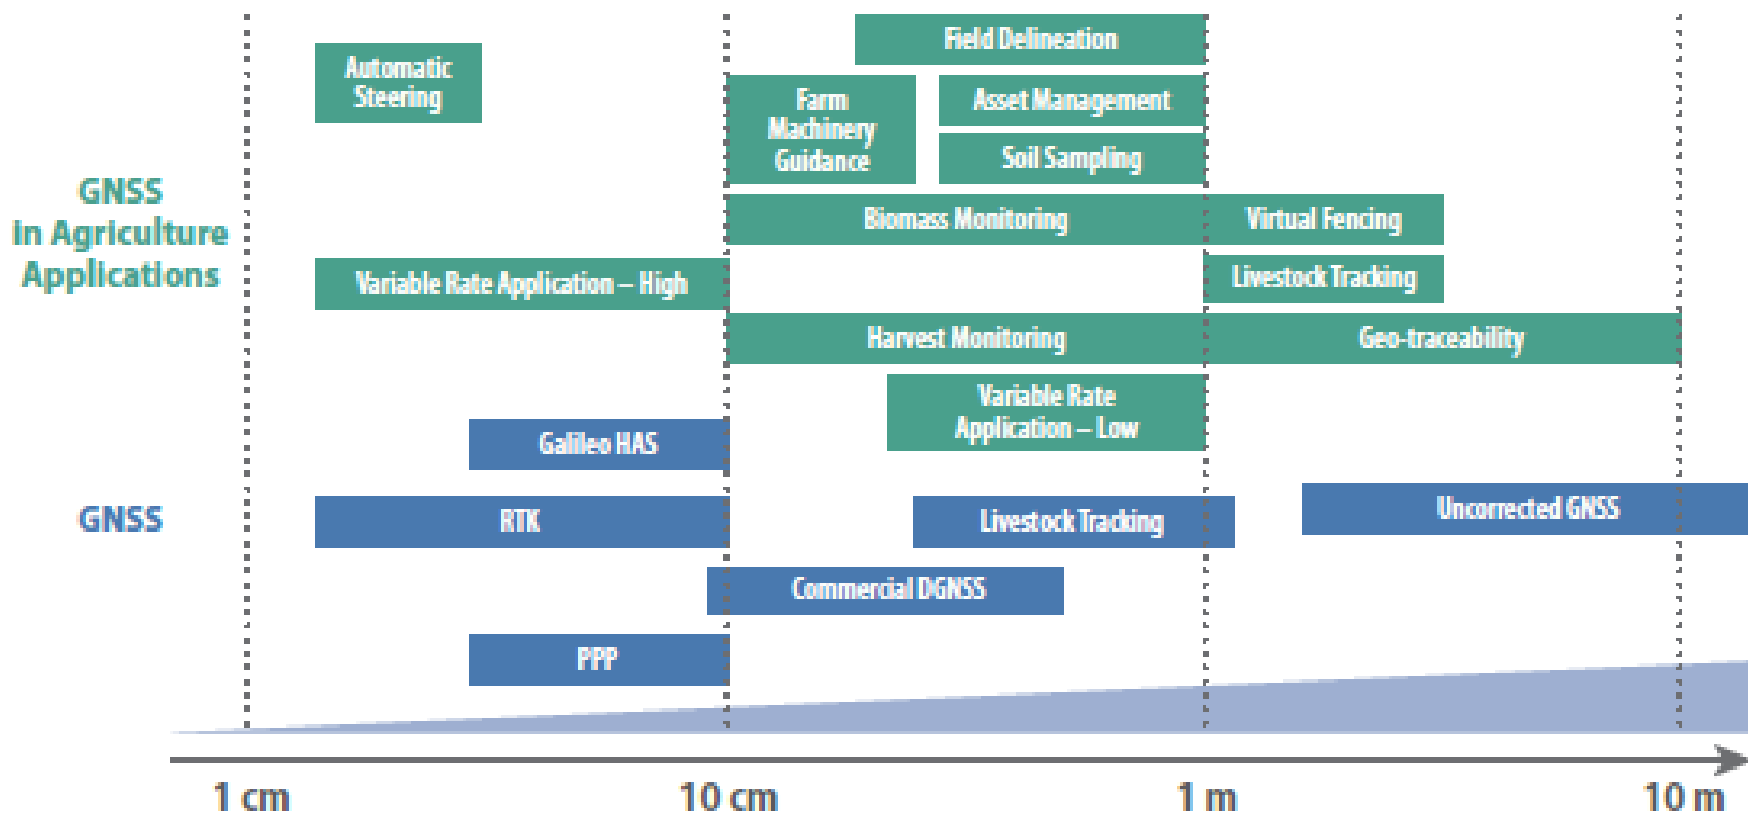 Field Delineation
Automatic
Steering
Farm
Machinery
Guidance
Asset Management
Soil Sampling
GNSS
in Agriculture
Applications
Biomass Monitoring
Virtual Fencing
Variable Rate Application – High
Livestock Tracking
Harvest Monitoring
Geo-traceability
Variable Rate
Application – Low
Galileo HAS
GNSS
RTK
Livestock Tracking
Uncorrected GNSS
Commercial DGNSS
PPP
1 cm
10 cm
1 m
10 m